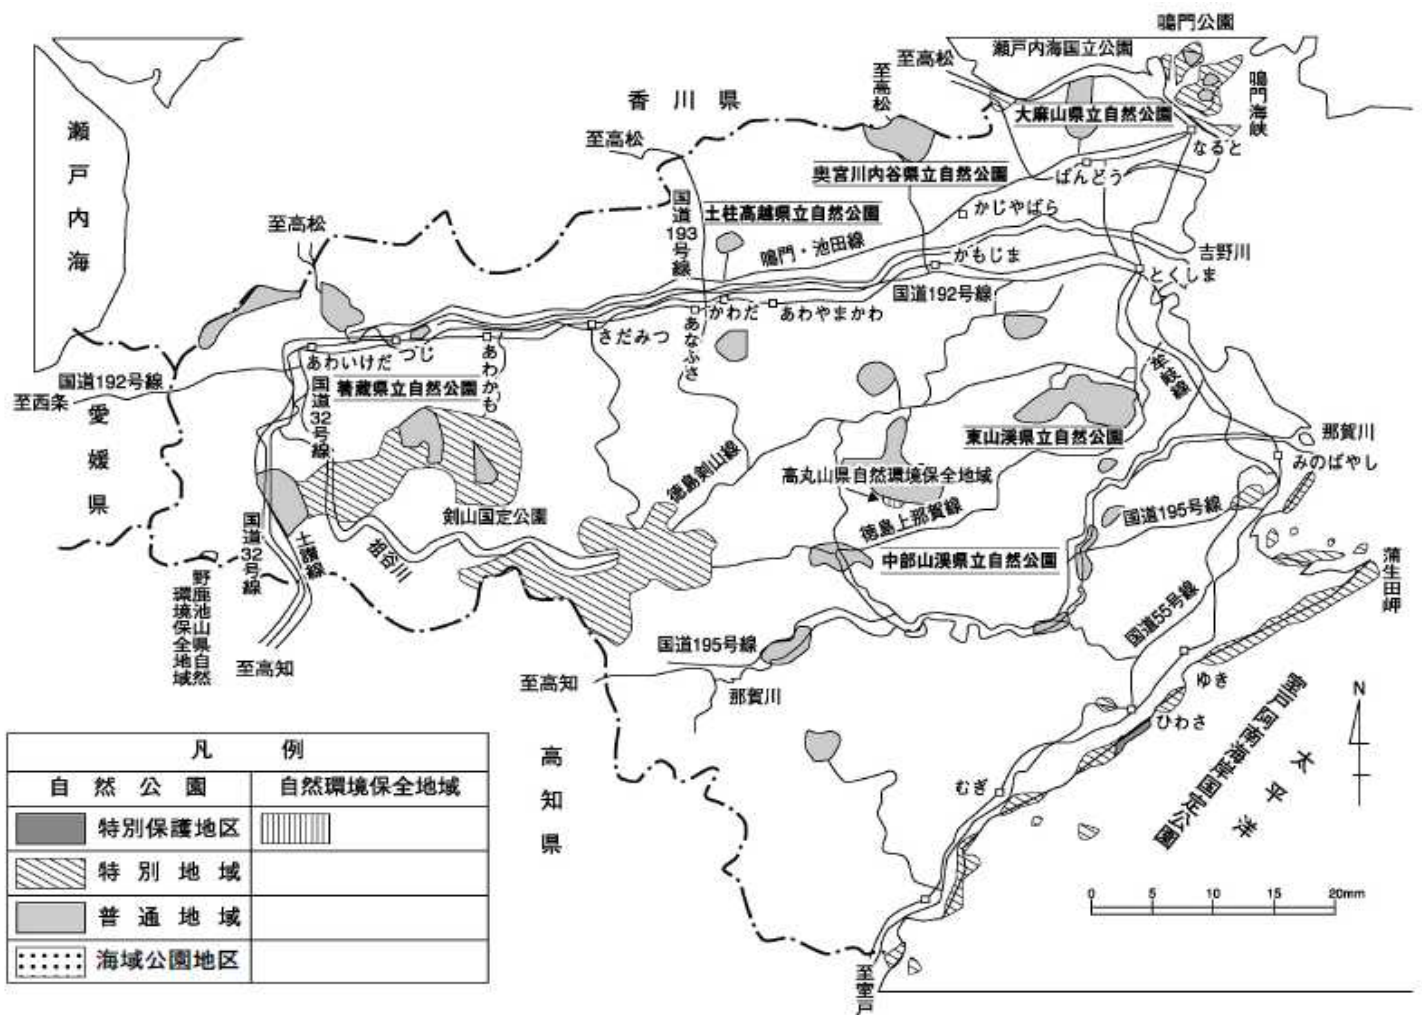 鳴門公園
瀬戸内海国立公園
至高松
至高松
鳴門海峡
香川県
大麻山県立自然公園
至高松
なると
瀬戸内海
奥宮川内谷県立自然公園
ばんどう
国道193号線
土柱高越県立自然公園
かじやばら
至高松
鳴門・池田線
かもじま
吉野川
とくしま
国道192号線
かわだ
あわやまかわ
あなぶさ
さだみつ
あわいけだ
つじ
あわかも
国道192号線
至西条
箸蔵県立自然公園
国道32号線
牟岐線
愛媛県
東山渓県立自然公園
那賀川
みのばやし
徳島剣山線
高丸山県自然環境保全地域
剣山国定公園
徳島上那賀線
国道195号線
国道32号線
土讃線
祖谷川
中部山渓県立自然公園
蒲生田岬
野鹿池山県自然
環境保全地域
国道55号線
国道195号線
至高知
至高知
那賀川
ゆき
ひわさ
室戸阿南海岸国定公園
太平洋
N
高知県
むぎ
凡例
自然公園
自然環境保全地域
特別保護地区
特別地域
普通地域
海域公園地区
0 5 10 15 20mm
至室戸